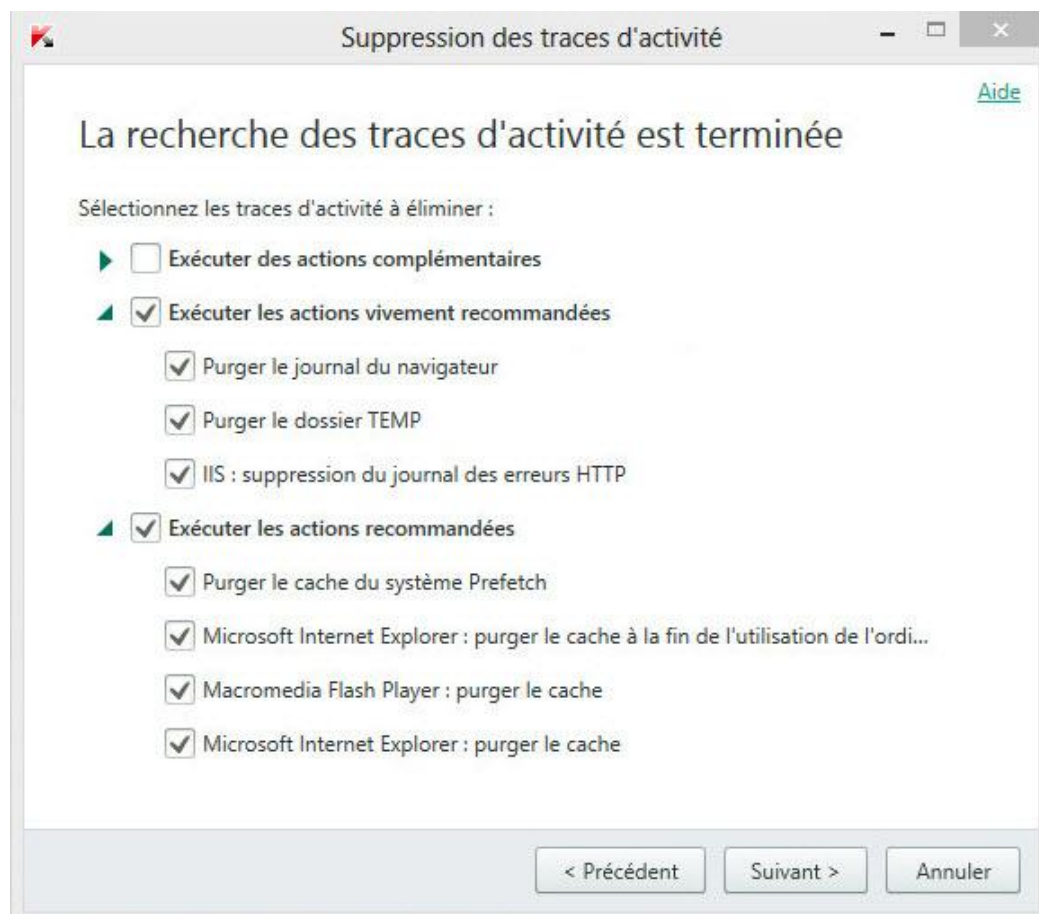 Suppression des traces d'activité
Aide
La recherche des traces d'activité est terminée
Sélectionnez les traces d'activité à éliminer :
Exécuter des actions complémentaires
Exécuter les actions vivement recommandées
Purger le journal du navigateur
Purger le dossier TEMP
IIS : suppression du journal des erreurs HTTP
Exécuter les actions recommandées
Purger le cache du système Prefetch
Microsoft Internet Explorer : purger le cache à la fin de l'utilisation de l'ordi...
Macromedia Flash Player : purger le cache
Microsoft Internet Explorer : purger le cache
< Précédent
Suivant >
Annuler